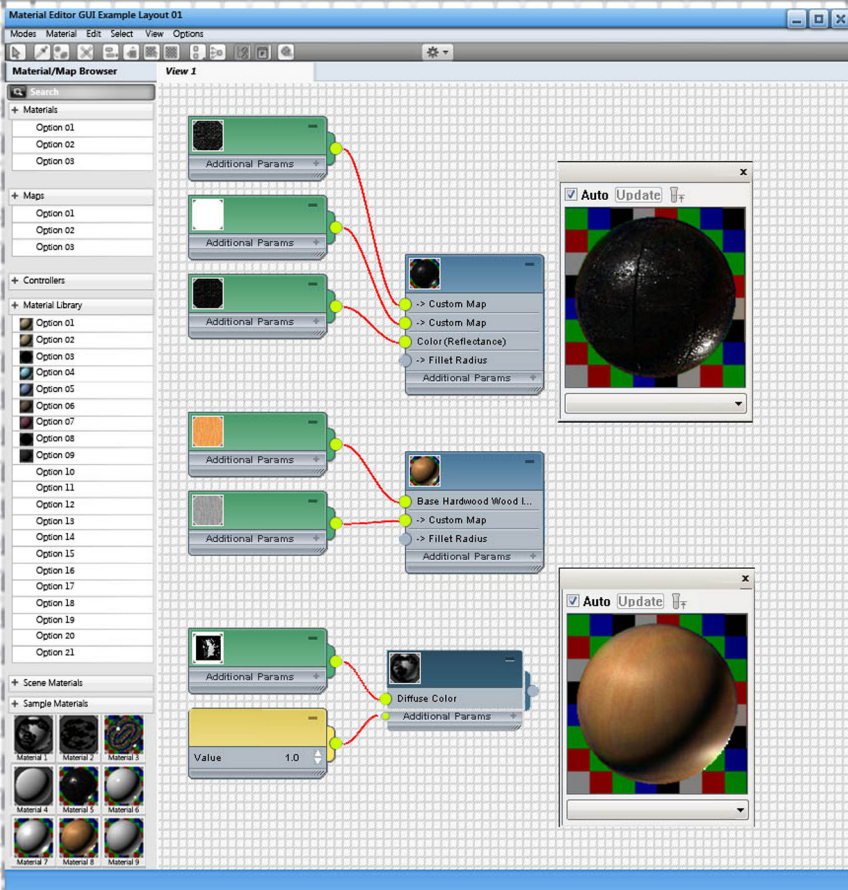 Material Editor GUI Example Layout 01
Modes Material Edit Select View Options
Material/Map Browser
View 1
Search
+ Materials
Option 01
Option 02
Option 03
+ Maps
Option 01
Option 02
Option 03
+ Controllers
+ Material Library
Option 01
Option 02
Option 03
Option 04
Option 05
Option 06
Option 07
Option 08
Option 09
Option 10
Option 11
Option 12
Option 13
Option 14
Option 15
Option 16
Option 17
Option 18
Option 19
Option 20
Option 21
+ Scene Materials
+ Sample Materials
Material 1 Material 2 Material 3
Material 4 Material 5 Material 6
Material 7 Material 8 Material 9
Additional Params +
Additional Params +
Additional Params +
-> Custom Map
-> Custom Map
Color (Reflectance)
-> Fillet Radius
Additional Params +
Additional Params +
Additional Params +
Base Hardwood Wood I...
-> Custom Map
-> Fillet Radius
Additional Params +
Additional Params +
Value 1.0
Diffuse Color
Additional Params +
x
Auto Update
x
Auto Update